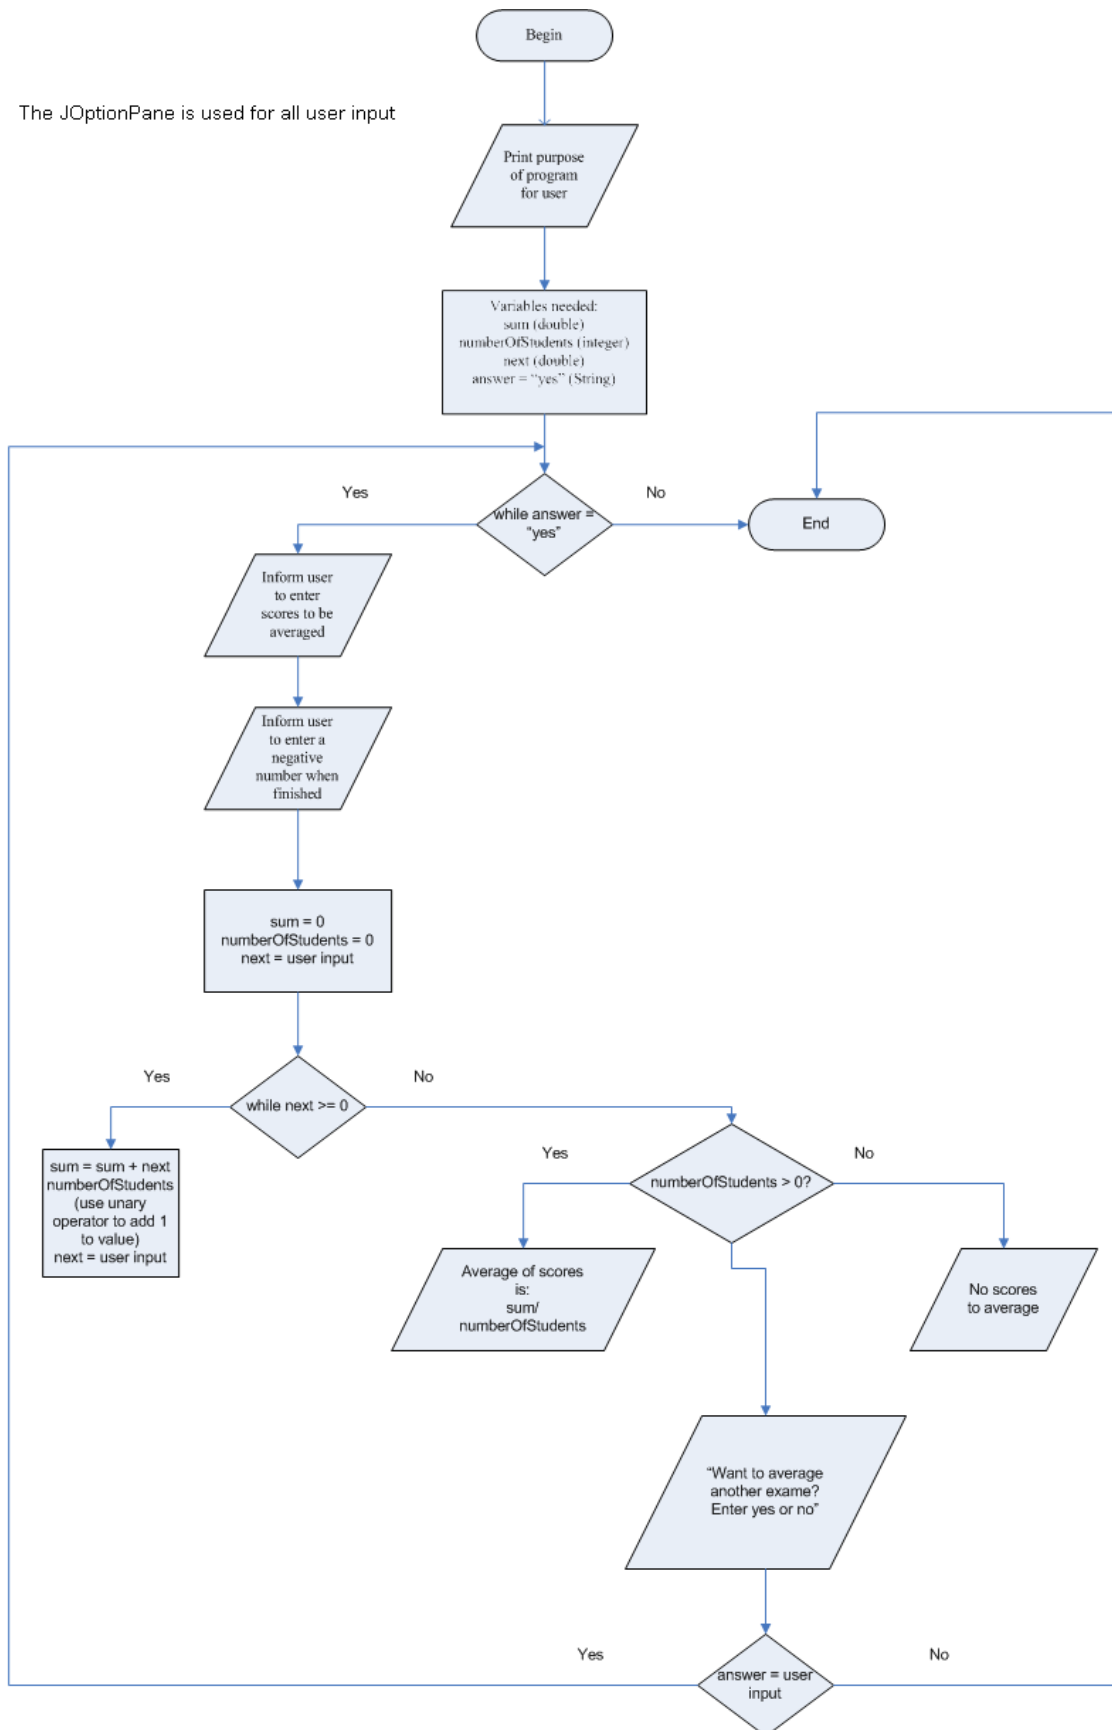 Begin
The JOptionPane is used for all user input
Print purpose
of program
for user
Variables needed:
sum (double)
numberOfStudents (integer)
next (double)
answer = “yes” (String)
Yes
No
while answer =
“yes”
End
Inform user
to enter
scores to be
averaged
Inform user
to enter a
negative
number when
finished
sum = 0
numberOfStudents = 0
next = user input
Yes
No
while next >= 0
sum = sum + next
numberOfStudents
(use unary
operator to add 1
to value)
next = user input
Yes
No
numberOfStudents > 0?
Average of scores
is:
sum/
numberOfStudents
No scores
to average
“Want to average
another exame?
Enter yes or no”
Yes
No
answer = user
input